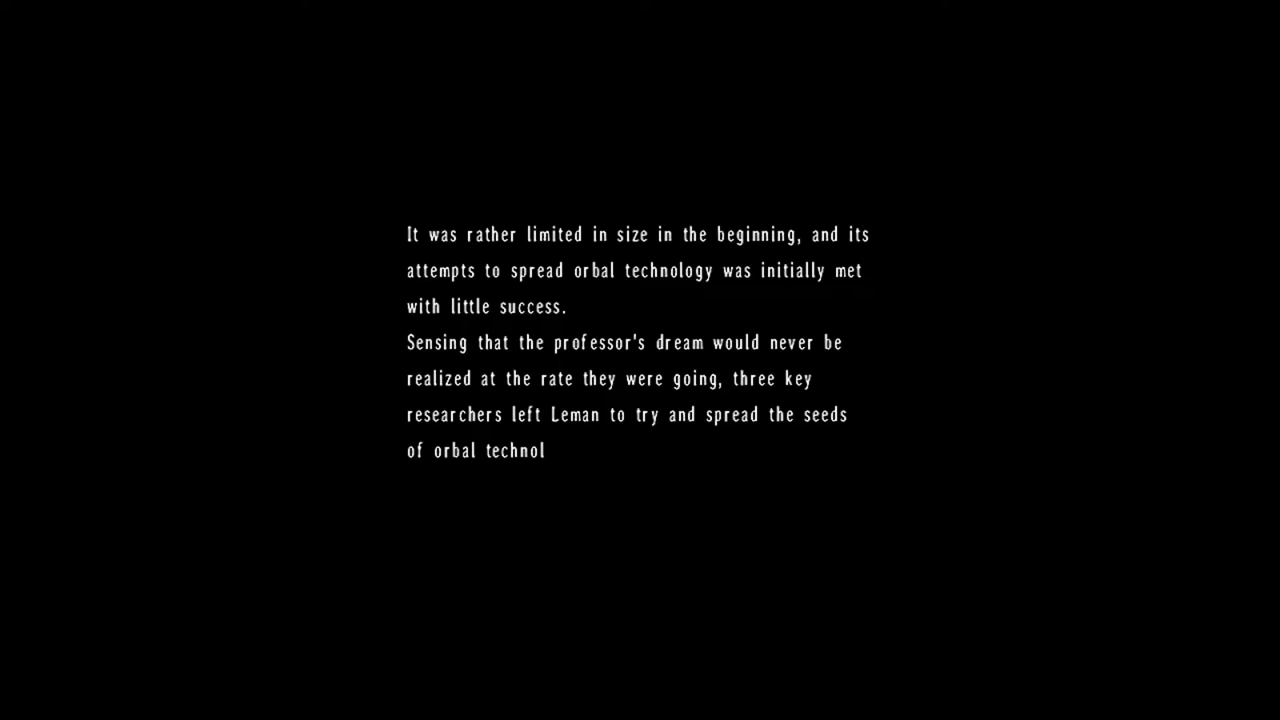 It was rather limited in size in the beginning, and its
attempts to spread orbal technology was initially met
with little success.
Sensing that the professor's dream would never be
realized at the rate they were going, three key
researchers left Leman to try and spread the seeds
of orbal technol